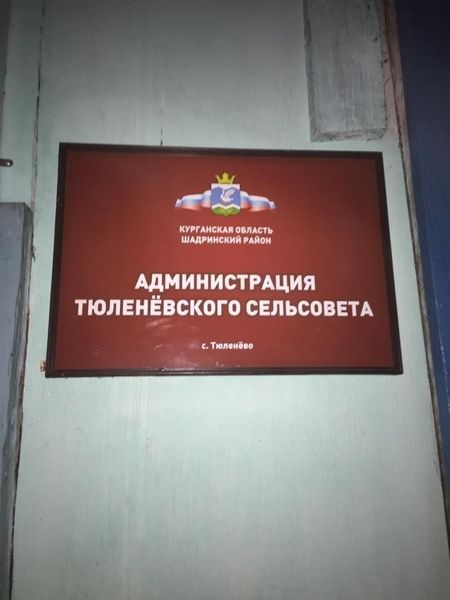 КУРГАНСКАЯ ОБЛАСТЬ
ШАДРИНСКИЙ РАЙОН
АДМИНИСТРАЦИЯ
ТЮЛЕНЁВСКОГО СЕЛЬСОВЕТА
с. Тюленёво